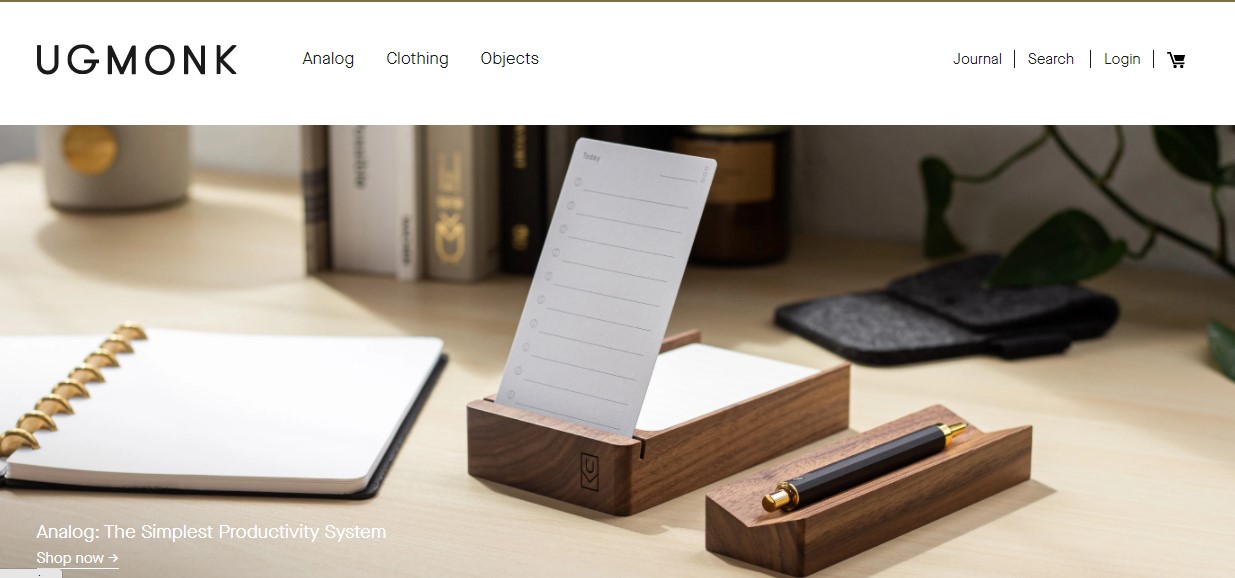 UGMONK
Analog Clothing Objects
Journal Search Login
Today
Analog: The Simplest Productivity System
Shop now →